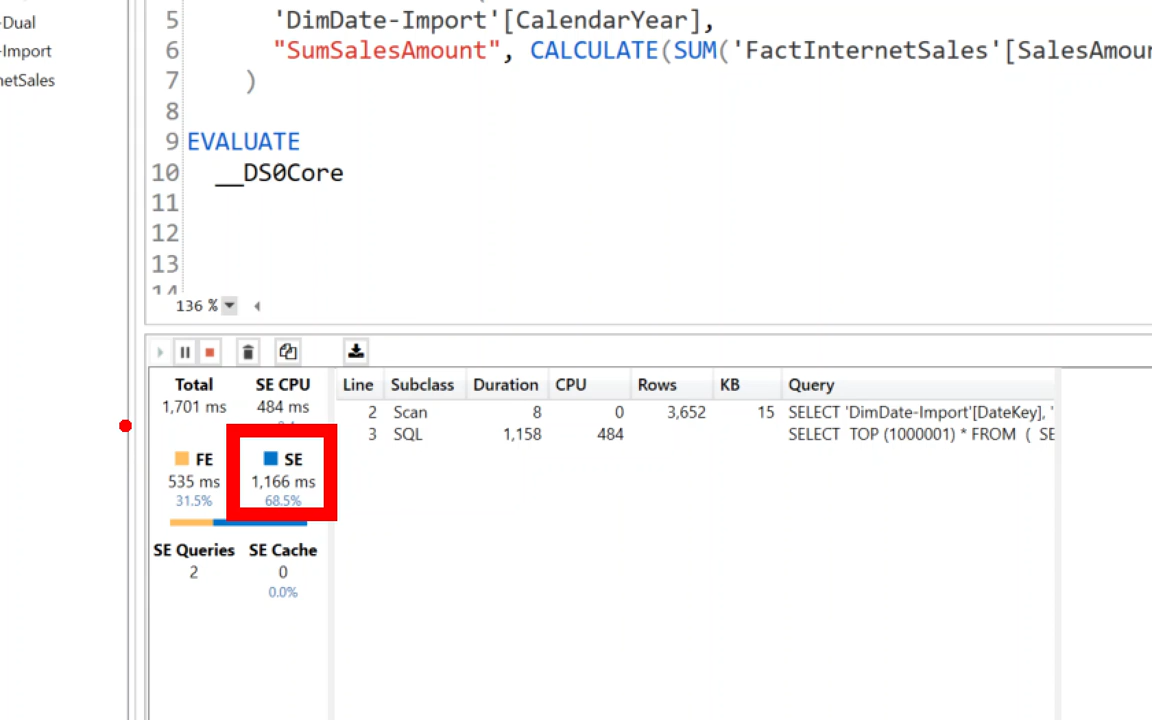 -Dual
-Import
netSales
5 'DimDate-Import'[CalendarYear],
6 "SumSalesAmount", CALCULATE(SUM('FactInternetSales'[SalesAmour
7 )
8
9 EVALUATE
10 __DS0Core
11
12
13
14
136 %
Total SE CPU Line Subclass Duration CPU Rows KB Query
1,701 ms 484 ms 2 Scan 8 0 3,652 15 SELECT 'DimDate-Import'[DateKey], '
3 SQL 1,158 484 SELECT TOP (1000001) * FROM ( SE
FE SE
535 ms 1,166 ms
31.5% 68.5%
SE Queries SE Cache
2 0
0.0%